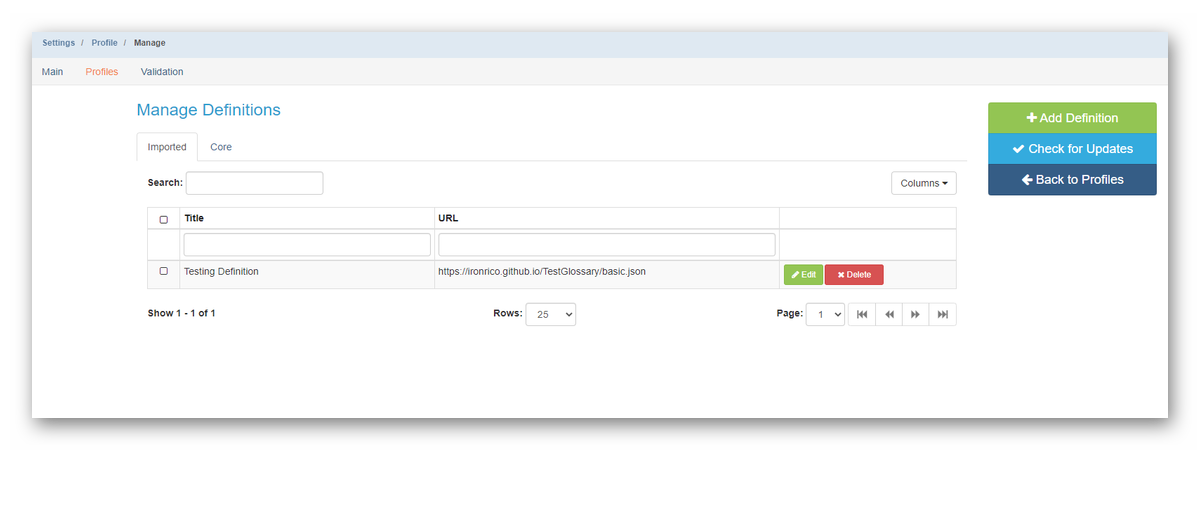 Settings / Profile / Manage
Main Profiles Validation
Manage Definitions
Add Definition
Check for Updates
Back to Profiles
Imported Core
Search: Columns
Title URL
Testing Definition https://ironrico.github.io/TestGlossary/basic.json Edit Delete
Show 1 - 1 of 1 Rows: 25 Page: 1